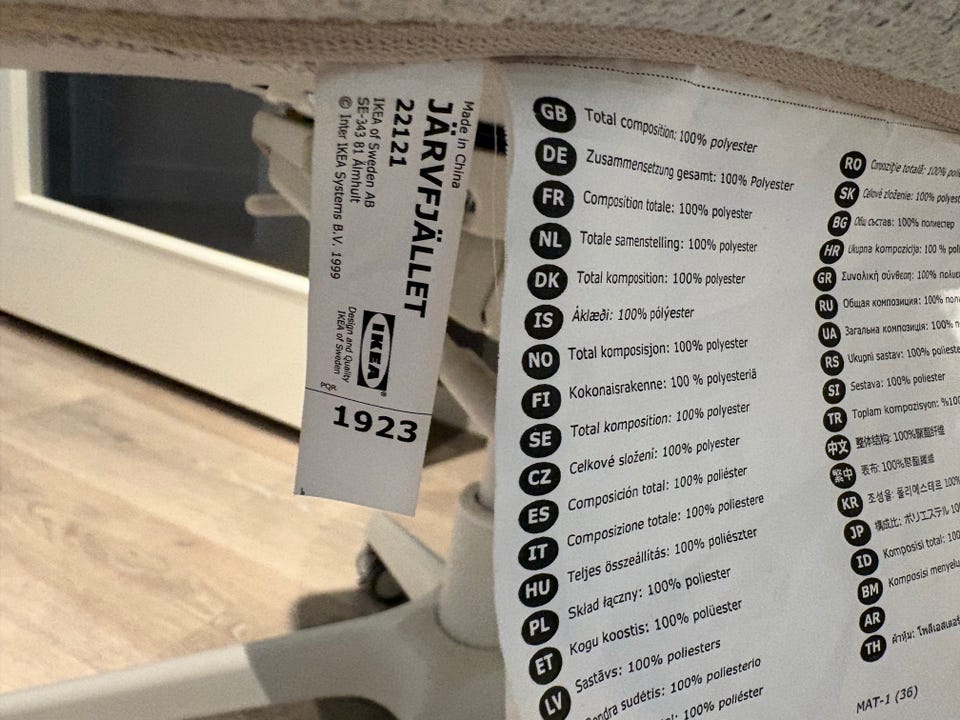 Made in China
JÄRVFJÄLLET
22121
IKEA of Sweden AB
SE-343 81 Älmhult
© Inter IKEA Systems B.V. 1999
IKEA®
Design and Quality
IKEA of Sweden
PQR
1923
GB Total composition: 100% polyester
DE Zusammensetzung gesamt: 100% Polyester
FR Composition totale: 100% polyester
NL Totale samenstelling: 100% polyester
DK Total komposition: 100% polyester
IS Áklæði: 100% pólýester
NO Total komposisjon: 100% polyester
FI Kokonaisrakenne: 100 % polyesteriä
SE Total komposition: 100% polyester
CZ Celkové složení: 100% polyester
ES Composición total: 100% poliéster
IT Composizione totale: 100% poliestere
HU Teljes összeállítás: 100% poliészter
PL Skład łączny: 100% poliester
ET Kogu koostis: 100% polüester
LV Sastāvs: 100% poliesters
sudėtis: 100% poliesterio
100% poliéster
RO totală: 100%
SK Celkové zloženie: 100%
BG Общ състав: 100% полиестер
HR Ukupna kompozicija: 100 %
GR Συνολική σύνθεση: 100%
RU Общая композиция: 100%
UA Загальна композиція: 100%
RS Ukupni sastav: 100%
SI Sestava: 100% poliester
TR Toplam kompozisyon: %100
中文 整体结构: 100%聚酯纤维
繁中 表布: 100%聚酯纖維
KR 조성율: 폴리에스테르 100%
JP 構成比: ポリエステル
ID Komposisi total:
BM Komposisi
AR
TH ผ้าหุ้ม:
MAT-1 (36)